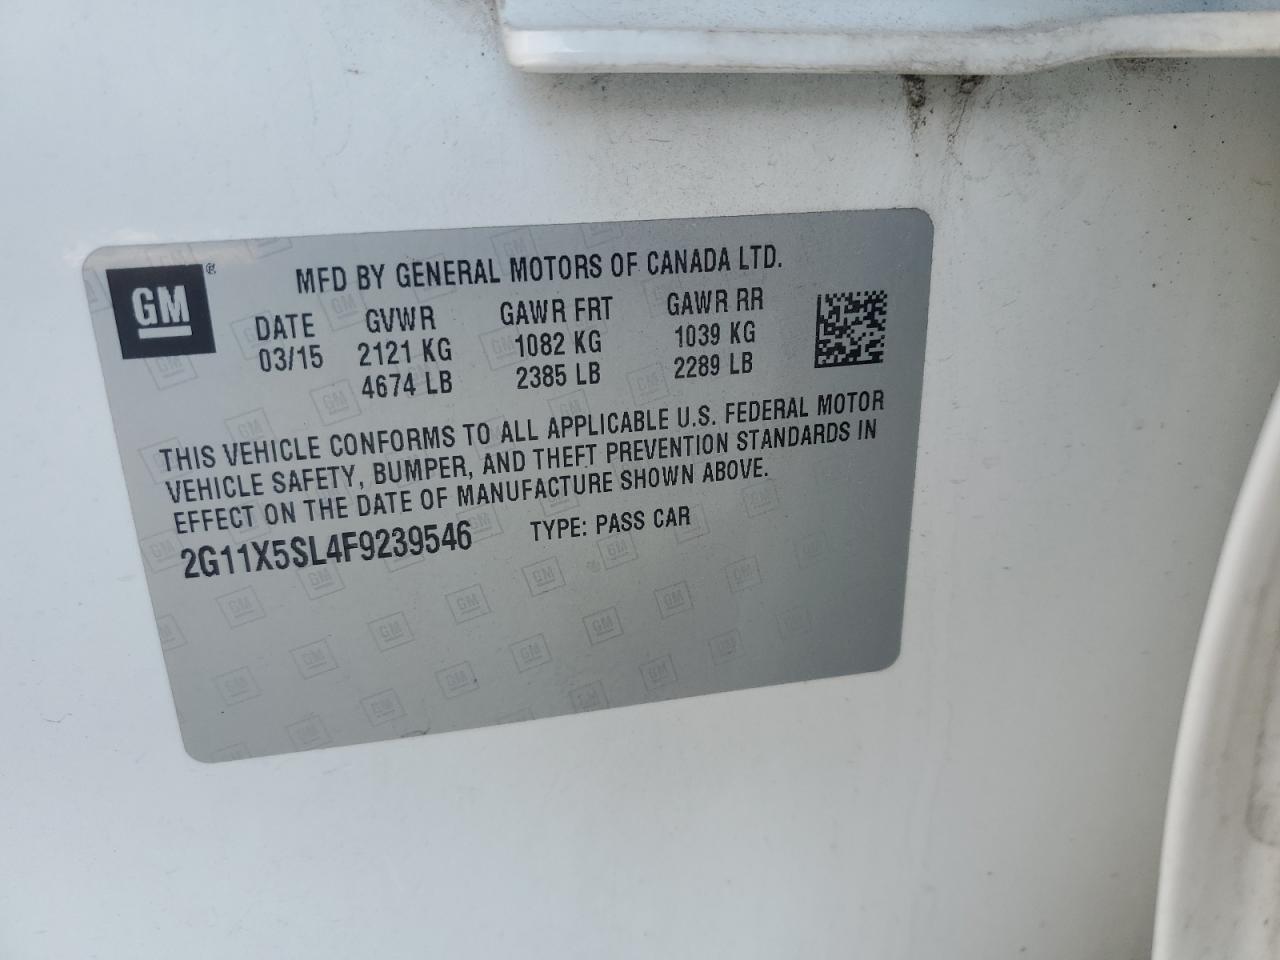 GM®
MFD BY GENERAL MOTORS OF CANADA LTD.
DATE GVWR GAWR FRT GAWR RR
03/15 2121 KG 1082 KG 1039 KG
4674 LB 2385 LB 2289 LB
THIS VEHICLE CONFORMS TO ALL APPLICABLE U.S. FEDERAL MOTOR
VEHICLE SAFETY, BUMPER, AND THEFT PREVENTION STANDARDS IN
EFFECT ON THE DATE OF MANUFACTURE SHOWN ABOVE.
2G11X5SL4F9239546 TYPE: PASS CAR